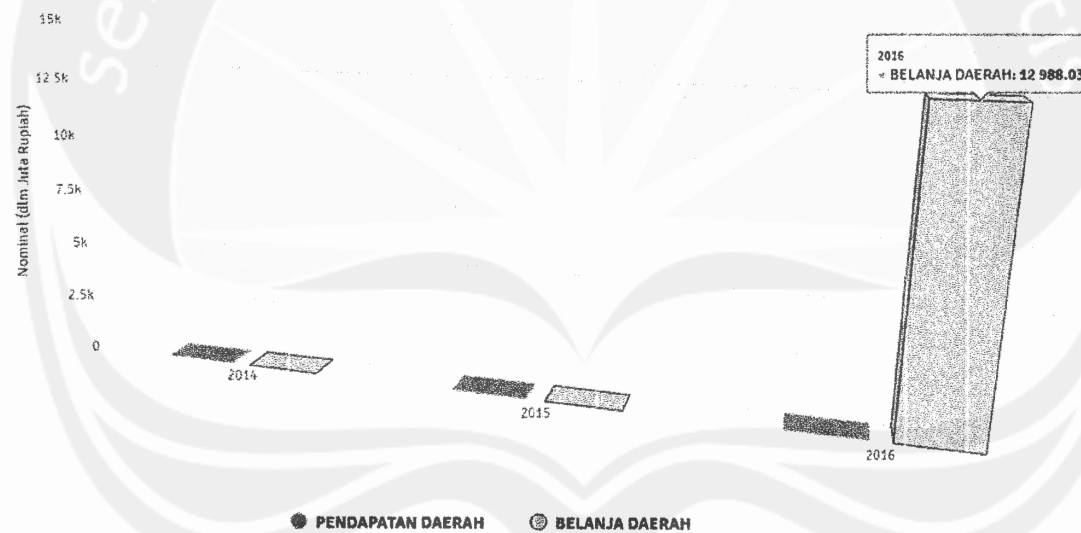 15k
12.5k
10k
7.5k
5k
2.5k
0
Nominal (dlm Juta Rupiah)
2016
BELANJA DAERAH: 12 988.03
2014
2015
2016
PENDAPATAN DAERAH
BELANJA DAERAH